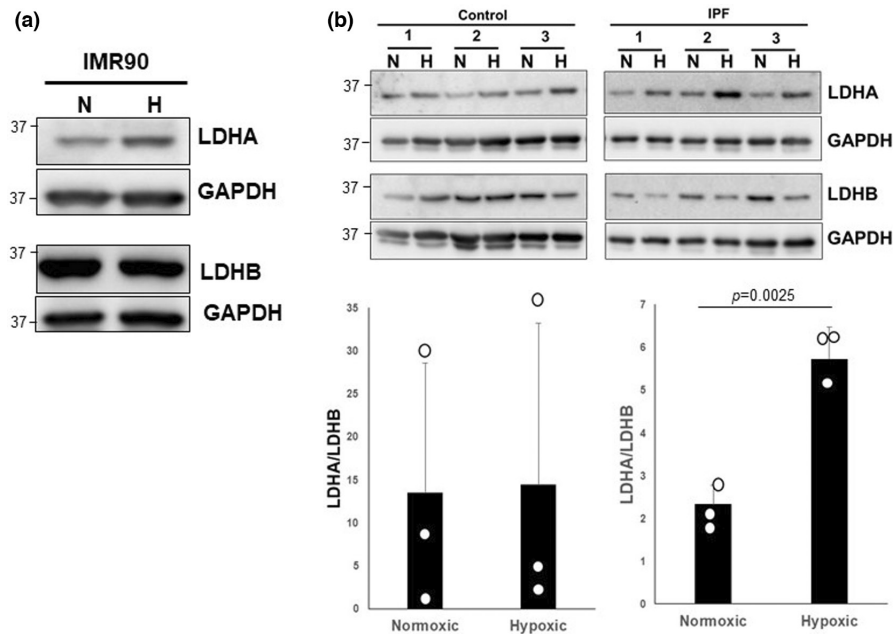 (a)
IMR90
N H
37
LDHA
37
GAPDH
LDHB
37
GAPDH
(b)
Control
1 2 3
N H N H N H
37
37
37
37
IPF
1 2 3
N H N H N H
LDHA
GAPDH
LDHB
GAPDH
LDHA/LDHB
35
30
25
20
15
10
5
0
Normoxic Hypoxic
LDHA/LDHB
p=0.0025
7
6
5
4
3
2
1
0
Normoxic Hypoxic